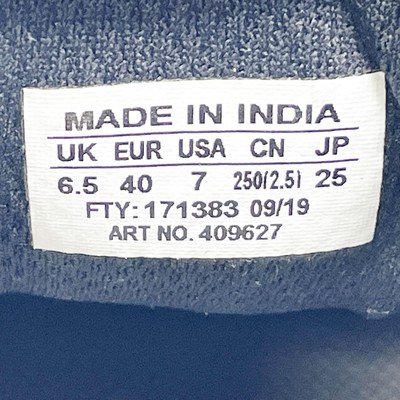 MADE IN INDIA
UK EUR USA CN JP
6.5 40 7 250(2.5) 25
FTY: 171383 09/19
ART NO. 409627